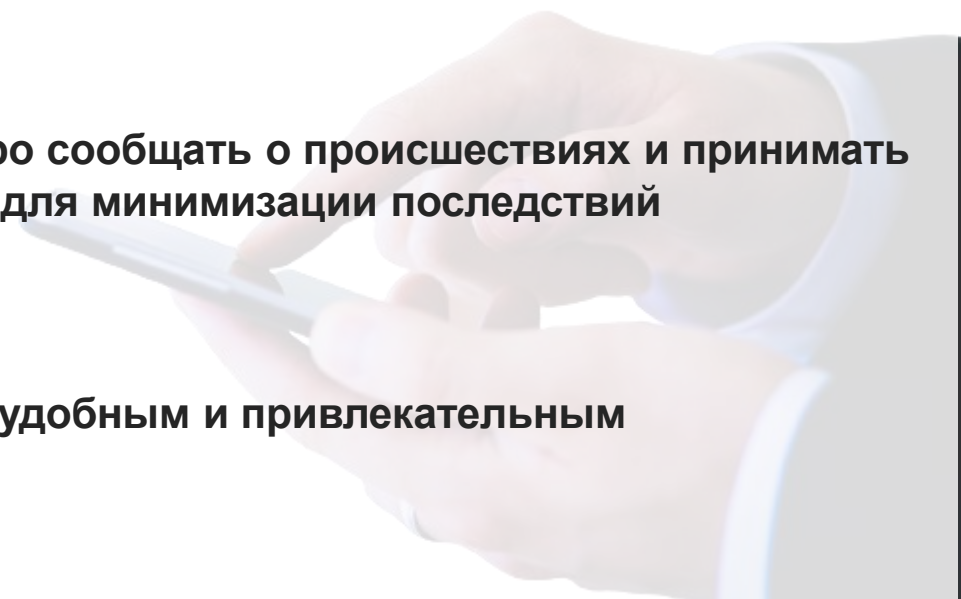 ро сообщать о происшествиях и принимать
для минимизации последствий
удобным и привлекательным